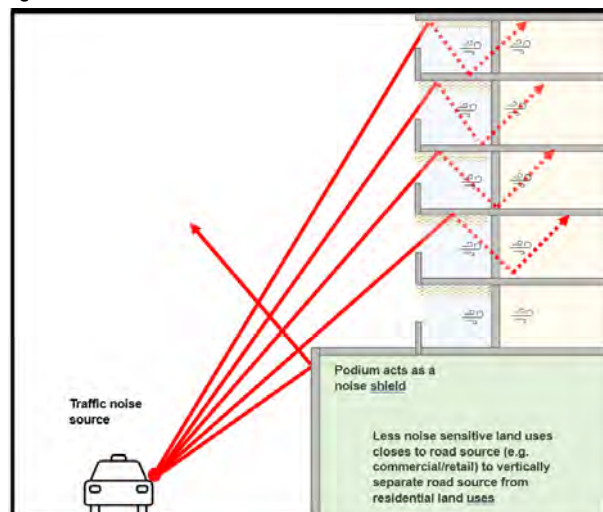 Podium acts as a
noise shield
Traffic noise
source
Less noise sensitive land uses
closes to road source (e.g.
commercial/retail) to vertically
separate road source from
residential land uses